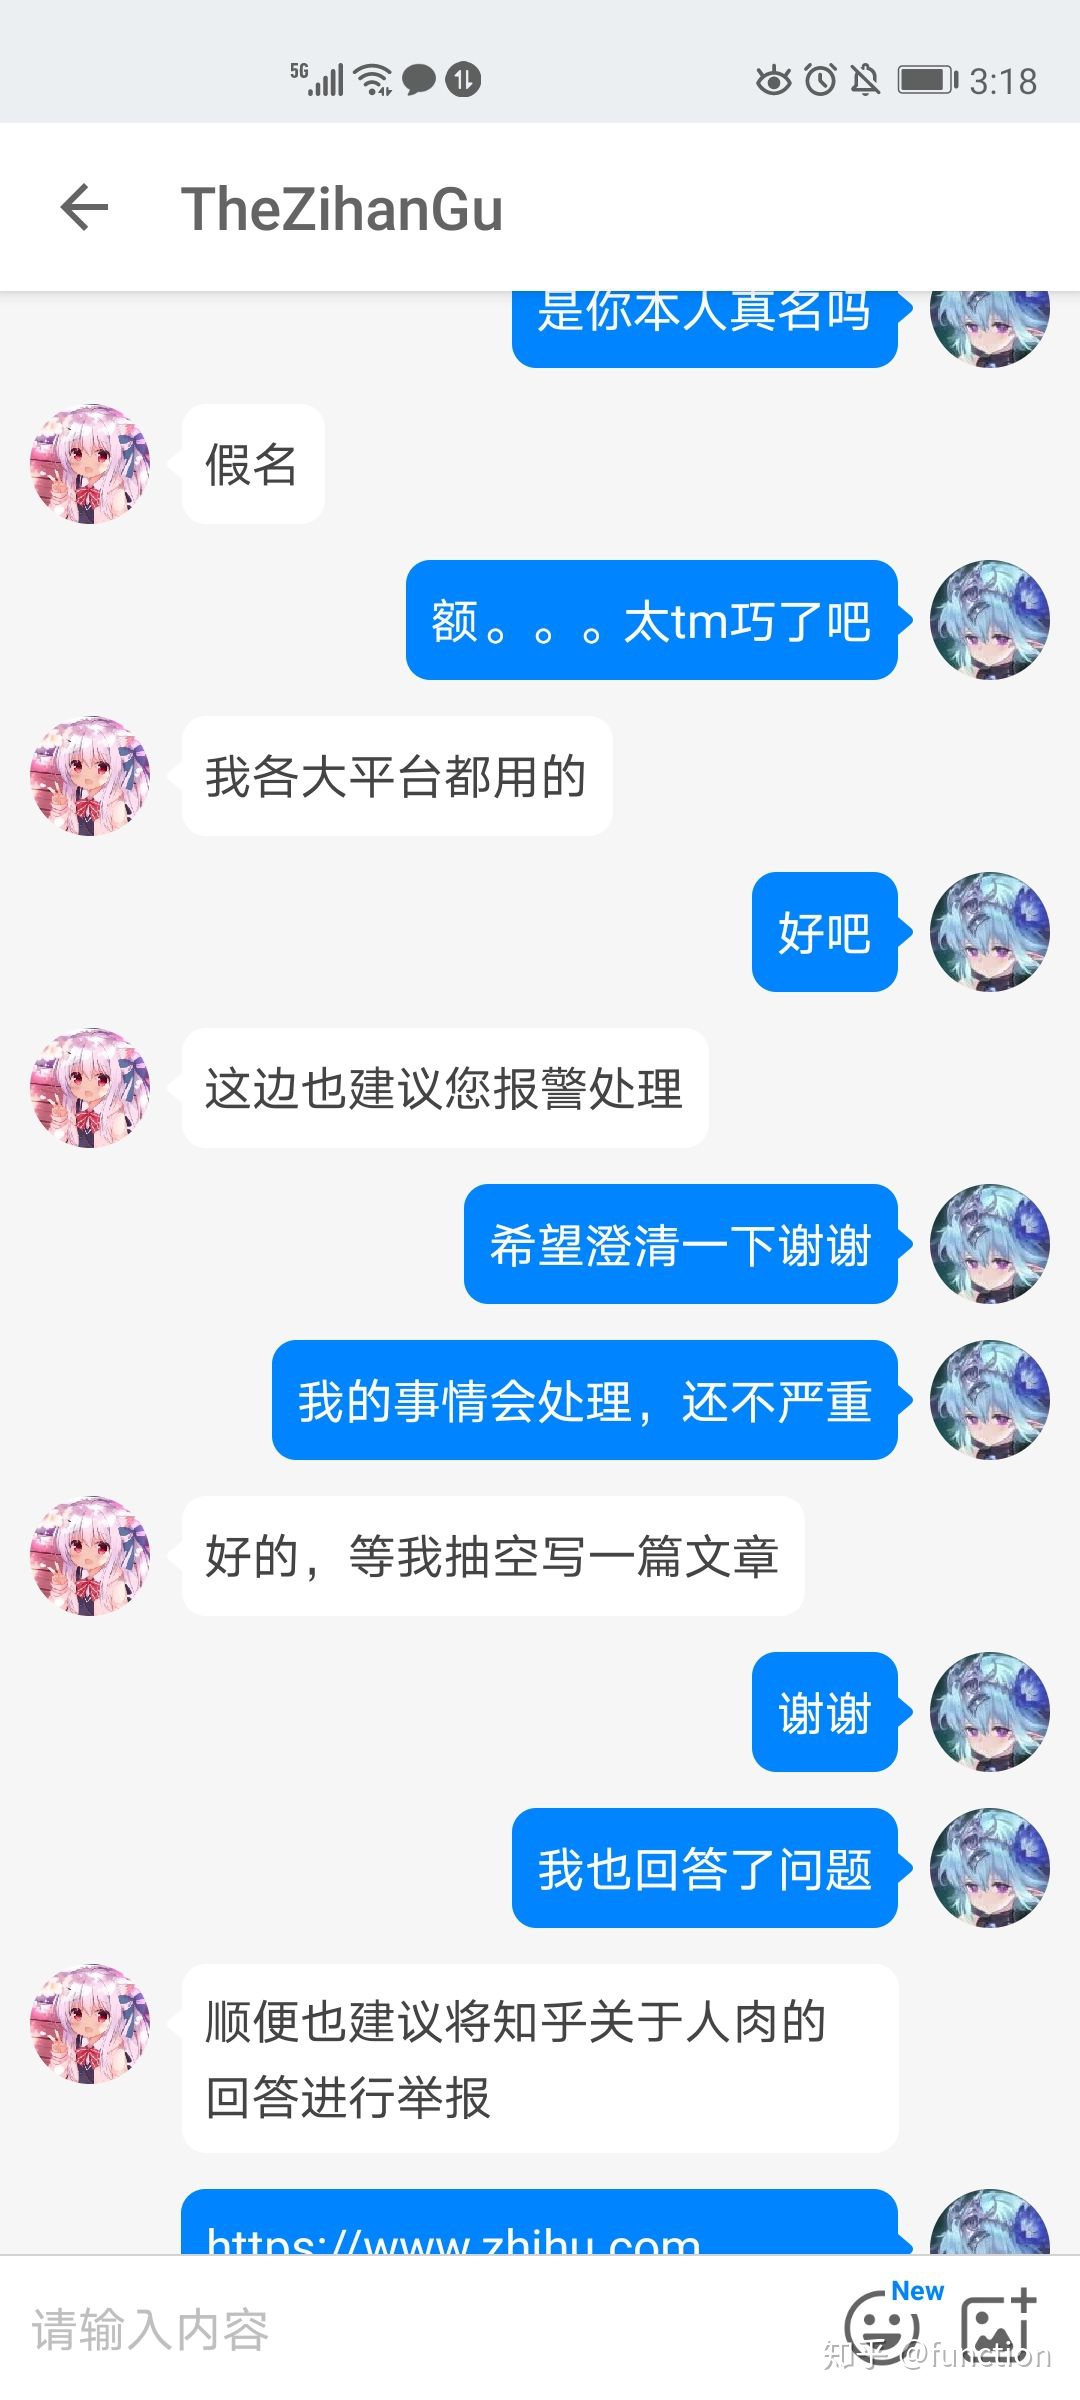 5G 3:18
TheZihanGu
是你本人真名吗
假名
额。。。太tm巧了吧
我各大平台都用的
好吧
这边也建议您报警处理
希望澄清一下谢谢
我的事情会处理，还不严重
好的，等我抽空写一篇文章
谢谢
我也回答了问题
顺便也建议将知乎关于人肉的
回答进行举报
https://www.zhihu.com
New
请输入内容
知乎 @function